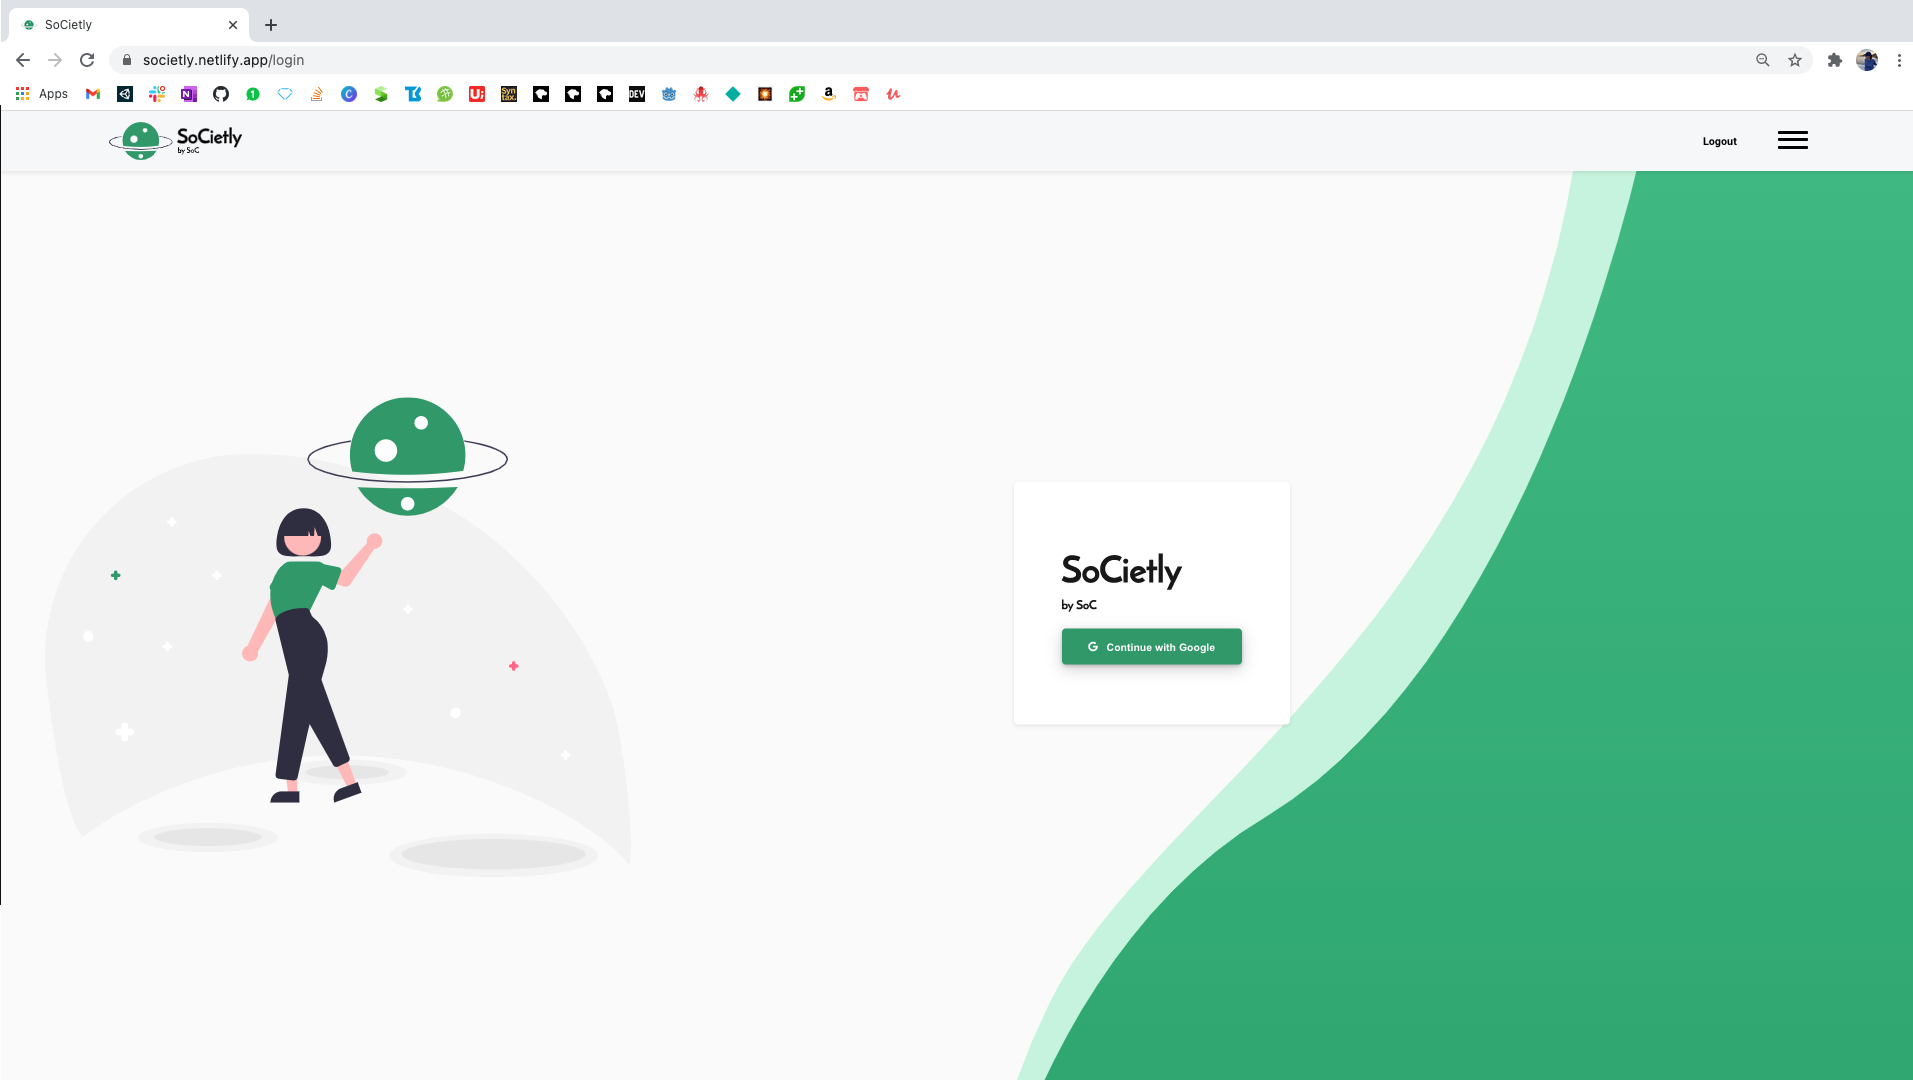 SoCietly
societly.netlify.app/login
Apps
DEV
SoCietly
by SoC
Logout
SoCietly
by SoC
G Continue with Google